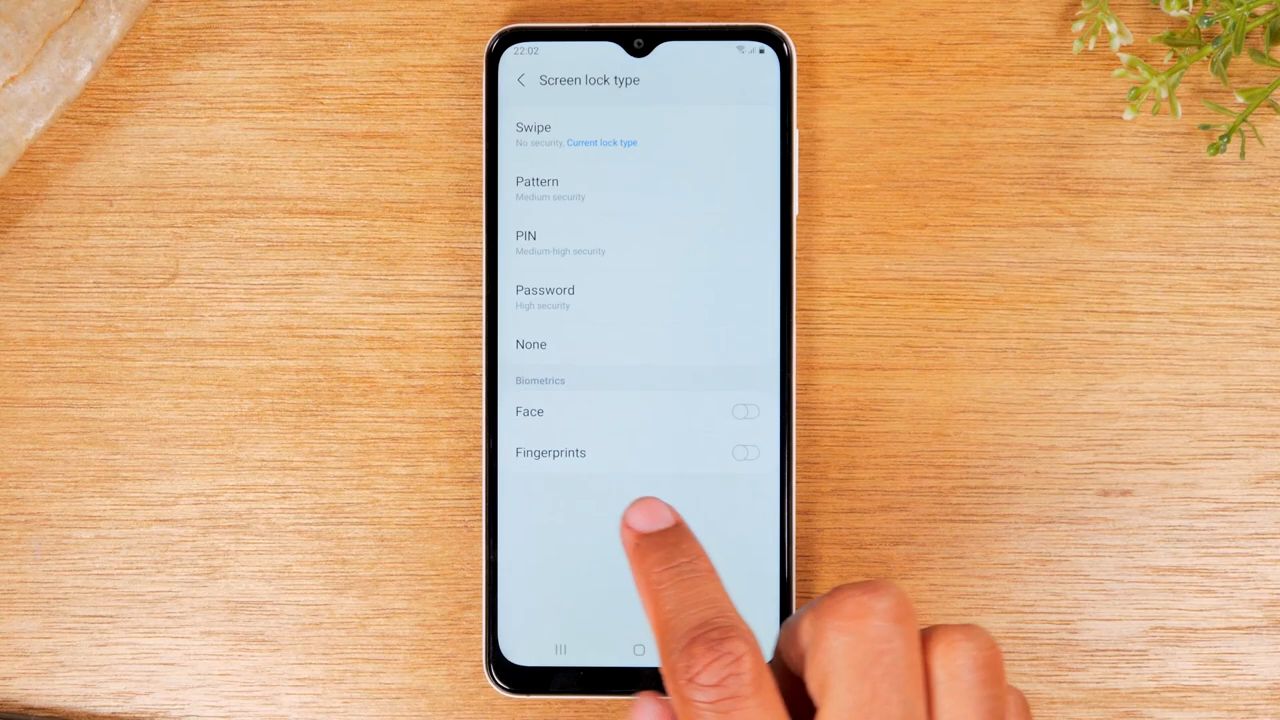 22:02
Screen lock type
Swipe
No security, Current lock type
Pattern
Medium security
PIN
Medium-high security
Password
High security
None
Biometrics
Face
Fingerprints